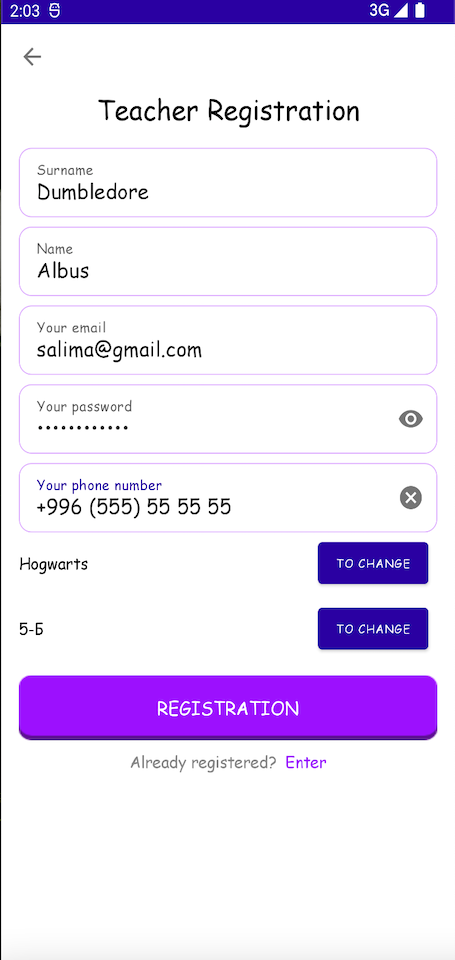 2:03
3G
Teacher Registration
Surname
Dumbledore
Name
Albus
Your email
salima@gmail.com
Your password
••••••••••••
Your phone number
+996 (555) 55 55 55
Hogwarts
TO CHANGE
5-Б
TO CHANGE
REGISTRATION
Already registered? Enter